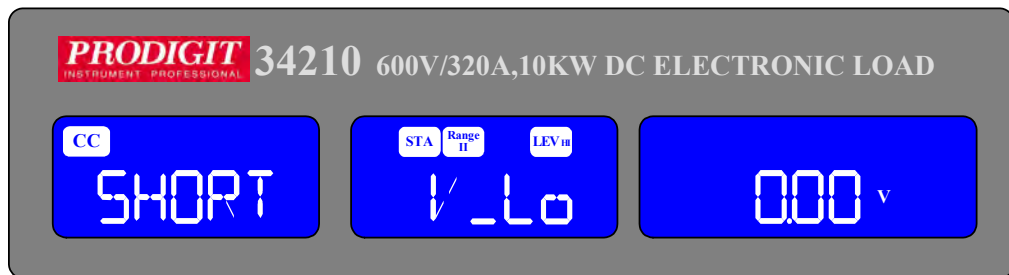 PRODIGIT
INSTRUMENT PROFESSIONAL
34210 600V/320A,10KW DC ELECTRONIC LOAD
CC
SHORT
STA Range II LEV HI
V_Lo
0.00 V